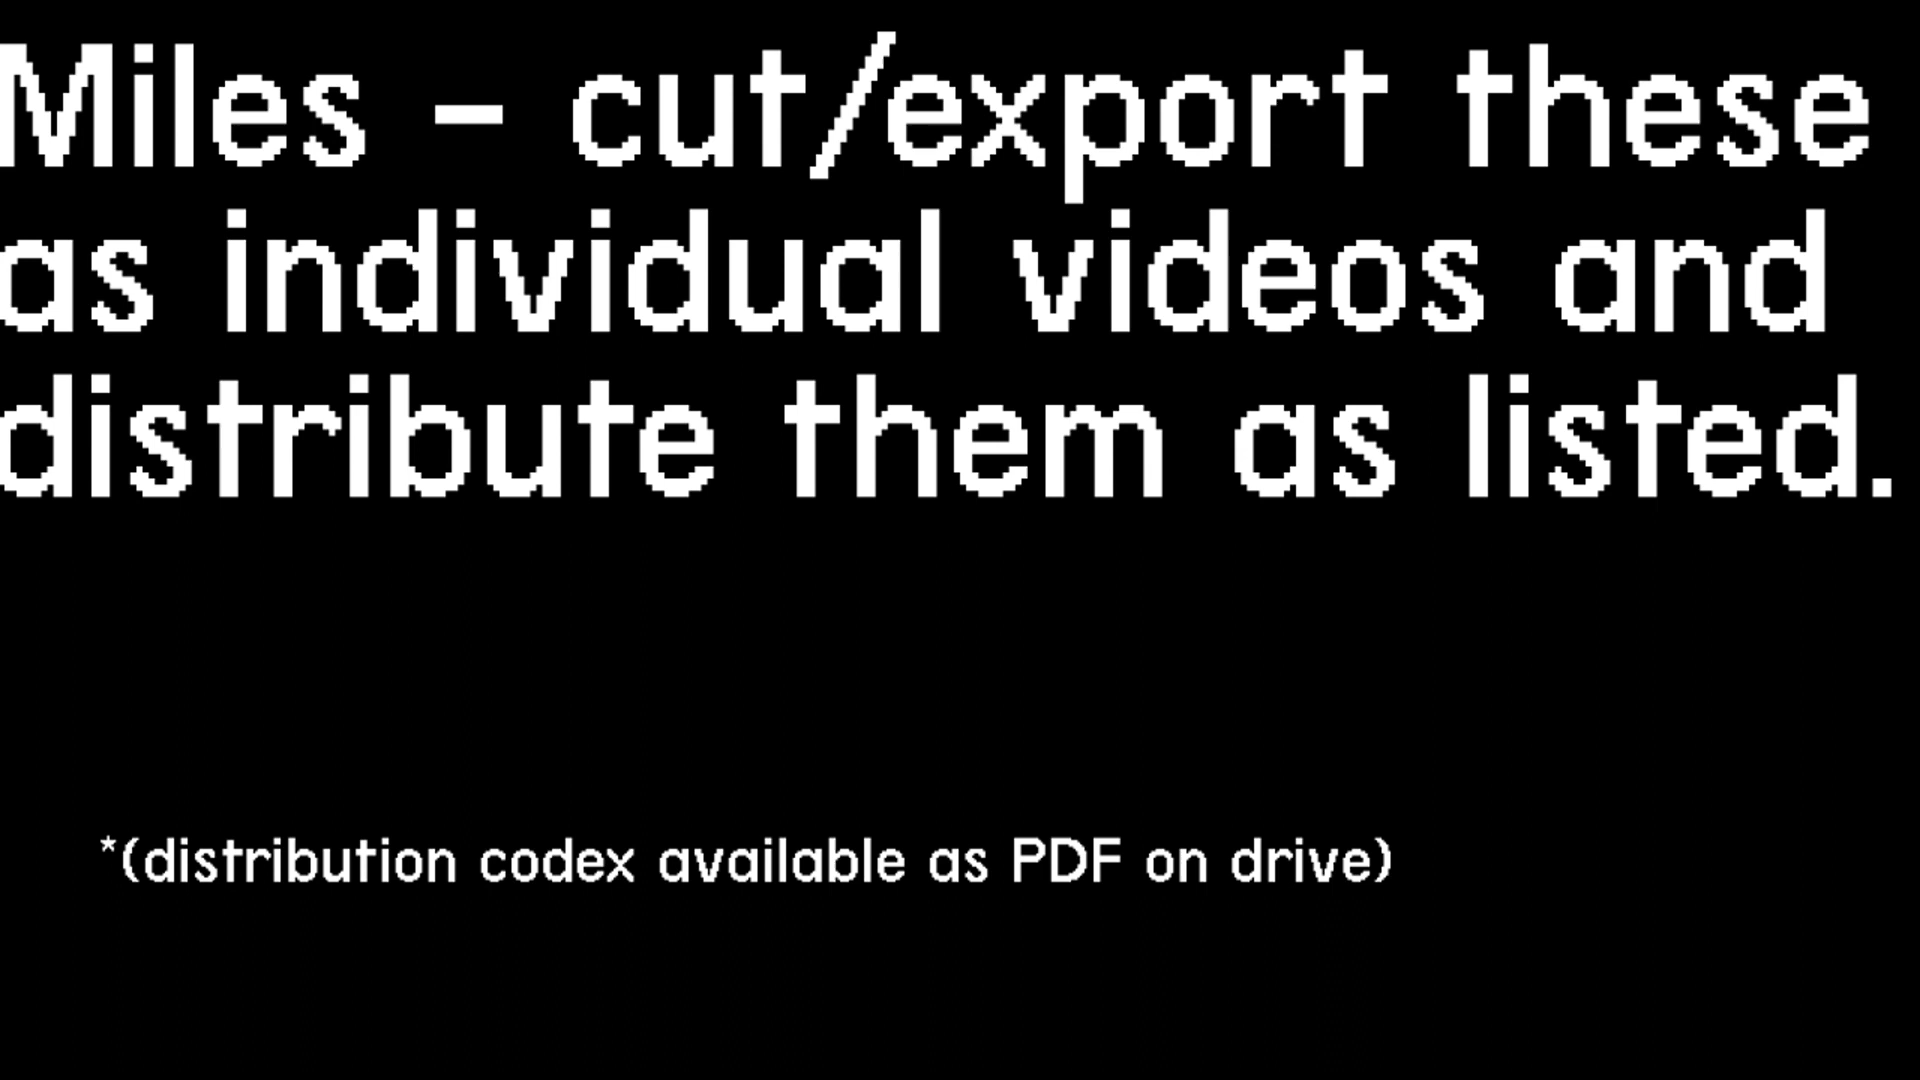 Miles - cut/export these
as individual videos and
distribute them as listed.
*(distribution codex available as PDF on drive)